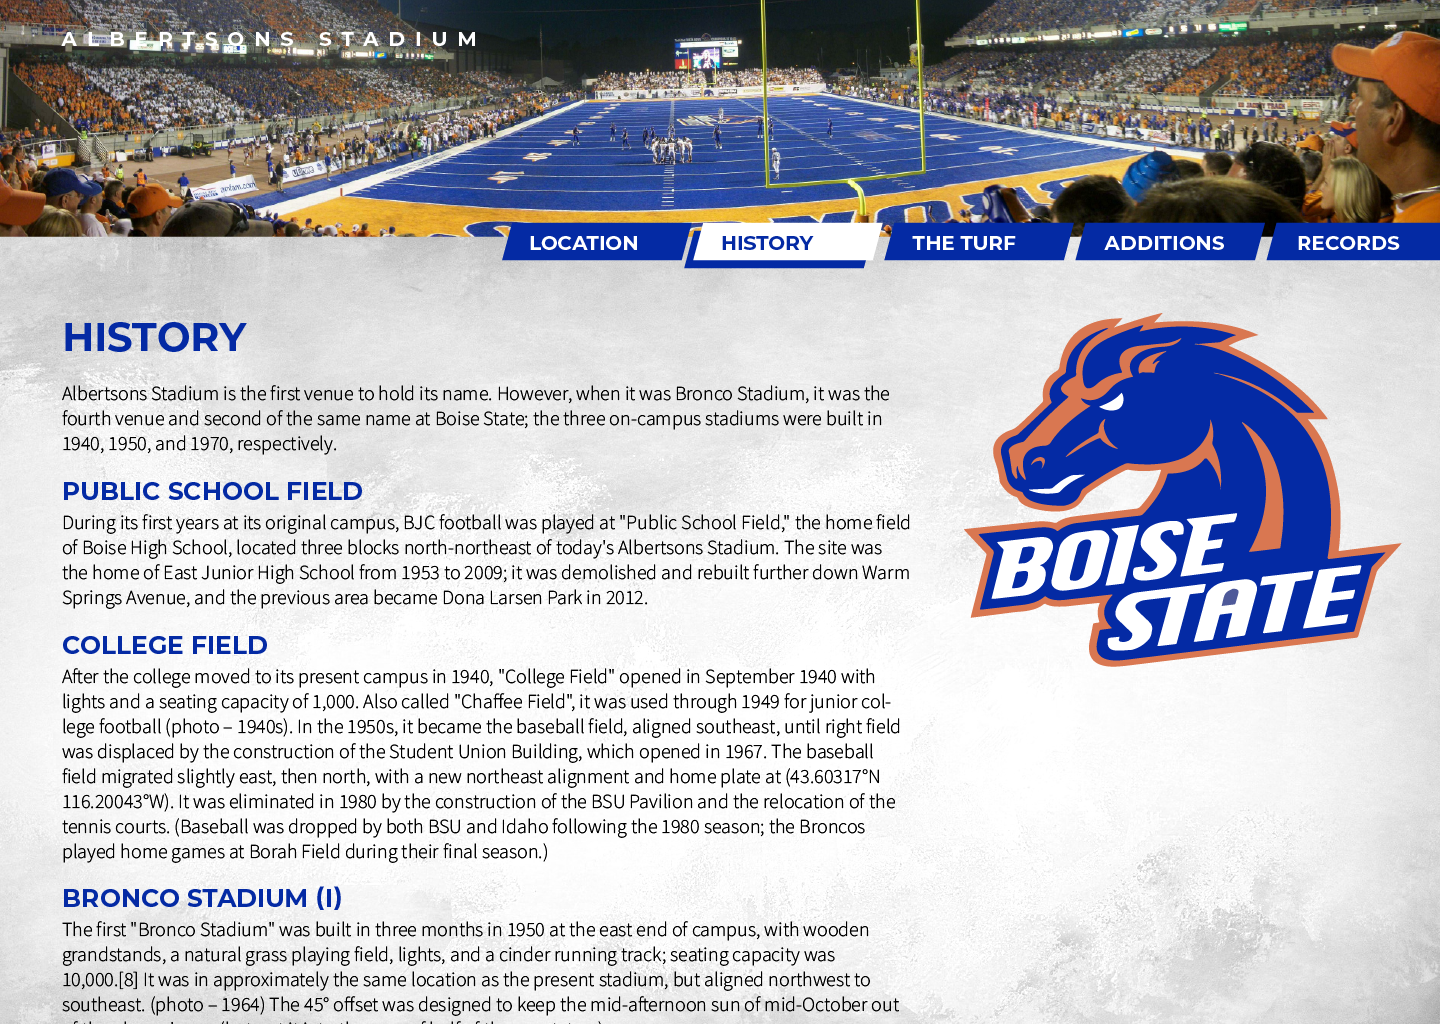 ALBERTSONS STADIUM
LOCATION
HISTORY
THE TURF
ADDITIONS
RECORDS
HISTORY
Albertsons Stadium is the first venue to hold its name. However, when it was Bronco Stadium, it was the
fourth venue and second of the same name at Boise State; the three on-campus stadiums were built in
1940, 1950, and 1970, respectively.
PUBLIC SCHOOL FIELD
During its first years at its original campus, BJC football was played at "Public School Field," the home field
of Boise High School, located three blocks north-northeast of today's Albertsons Stadium. The site was
the home of East Junior High School from 1953 to 2009; it was demolished and rebuilt further down Warm
Springs Avenue, and the previous area became Dona Larsen Park in 2012.
COLLEGE FIELD
After the college moved to its present campus in 1940, "College Field" opened in September 1940 with
lights and a seating capacity of 1,000. Also called "Chaffee Field", it was used through 1949 for junior col-
lege football (photo – 1940s). In the 1950s, it became the baseball field, aligned southeast, until right field
was displaced by the construction of the Student Union Building, which opened in 1967. The baseball
field migrated slightly east, then north, with a new northeast alignment and home plate at (43.60317°N
116.20043°W). It was eliminated in 1980 by the construction of the BSU Pavilion and the relocation of the
tennis courts. (Baseball was dropped by both BSU and Idaho following the 1980 season; the Broncos
played home games at Borah Field during their final season.)
BRONCO STADIUM (I)
The first "Bronco Stadium" was built in three months in 1950 at the east end of campus, with wooden
grandstands, a natural grass playing field, lights, and a cinder running track; seating capacity was
10,000.[8] It was in approximately the same location as the present stadium, but aligned northwest to
southeast. (photo – 1964) The 45° offset was designed to keep the mid-afternoon sun of mid-October out
BOISE
STATE